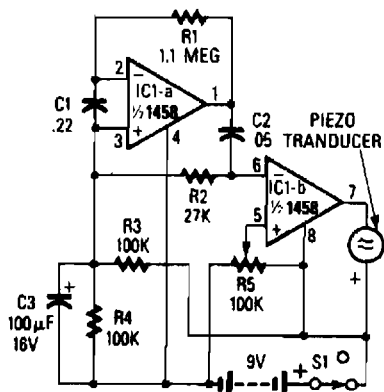 R1
1.1 MEG
2
−
IC1-a
½ 1458
+
3
1
4
C1
.22
C2
.05
PIEZO
TRANDUCER
R2
27K
6
−
IC1-b
½ 1458
5
+
7
8
R3
100K
R5
100K
+
C3
100µF
16V
R4
100K
+
9V
+
S1